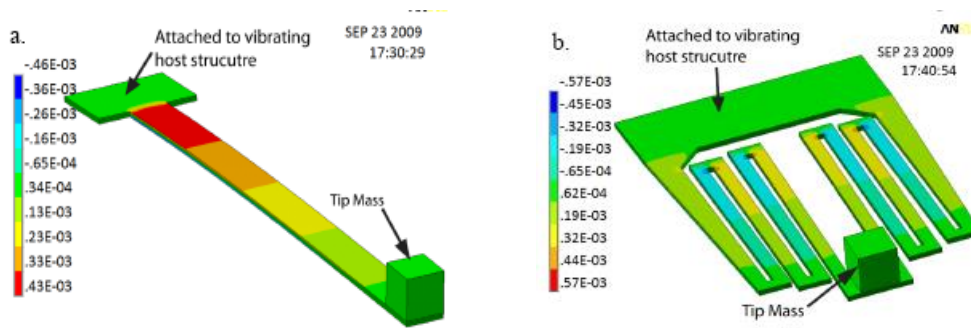 a.
Attached to vibrating
host strucutre
SEP 23 2009
17:30:29
-.46E-03
-.36E-03
-.26E-03
-.16E-03
-.65E-04
.34E-04
.13E-03
.23E-03
.33E-03
.43E-03
Tip Mass
b.
Attached to vibrating
host strucutre
AN
SEP 23 2009
17:40:54
-.57E-03
-.45E-03
-.32E-03
-.19E-03
-.62E-04
.62E-04
.19E-03
.32E-03
.44E-03
.57E-03
Tip Mass